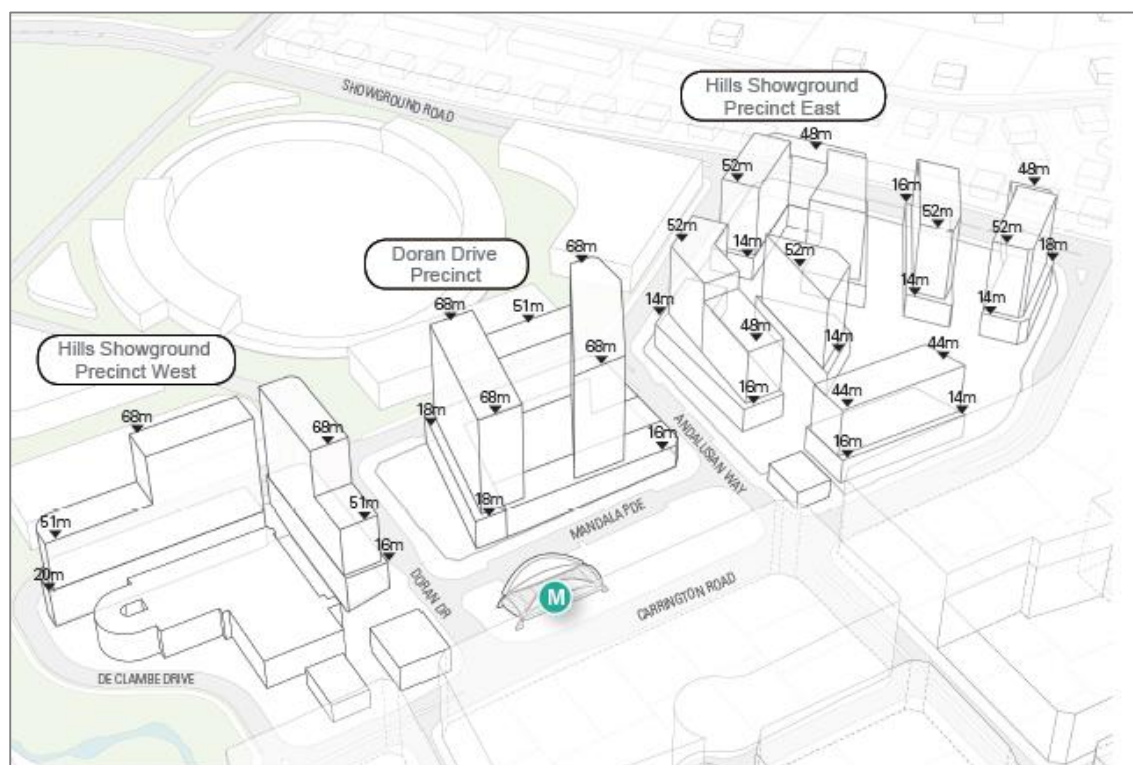 SHOWGROUND ROAD
Hills Showground
Precinct East
48m
52m
16m
48m
52m
52m
18m
52m
14m
52m
68m
Doran Drive
Precinct
68m
51m
14m
14m
14m
48m
14m
44m
Hills Showground
Precinct West
68m
68m
68m
68m
18m
16m
16m
44m
14m
16m
ANDALUSIAN WAY
51m
51m
18m
MANDALA PDE
16m
20m
DORAN DR
M
CARRINGTON ROAD
DE CLAMBE DRIVE